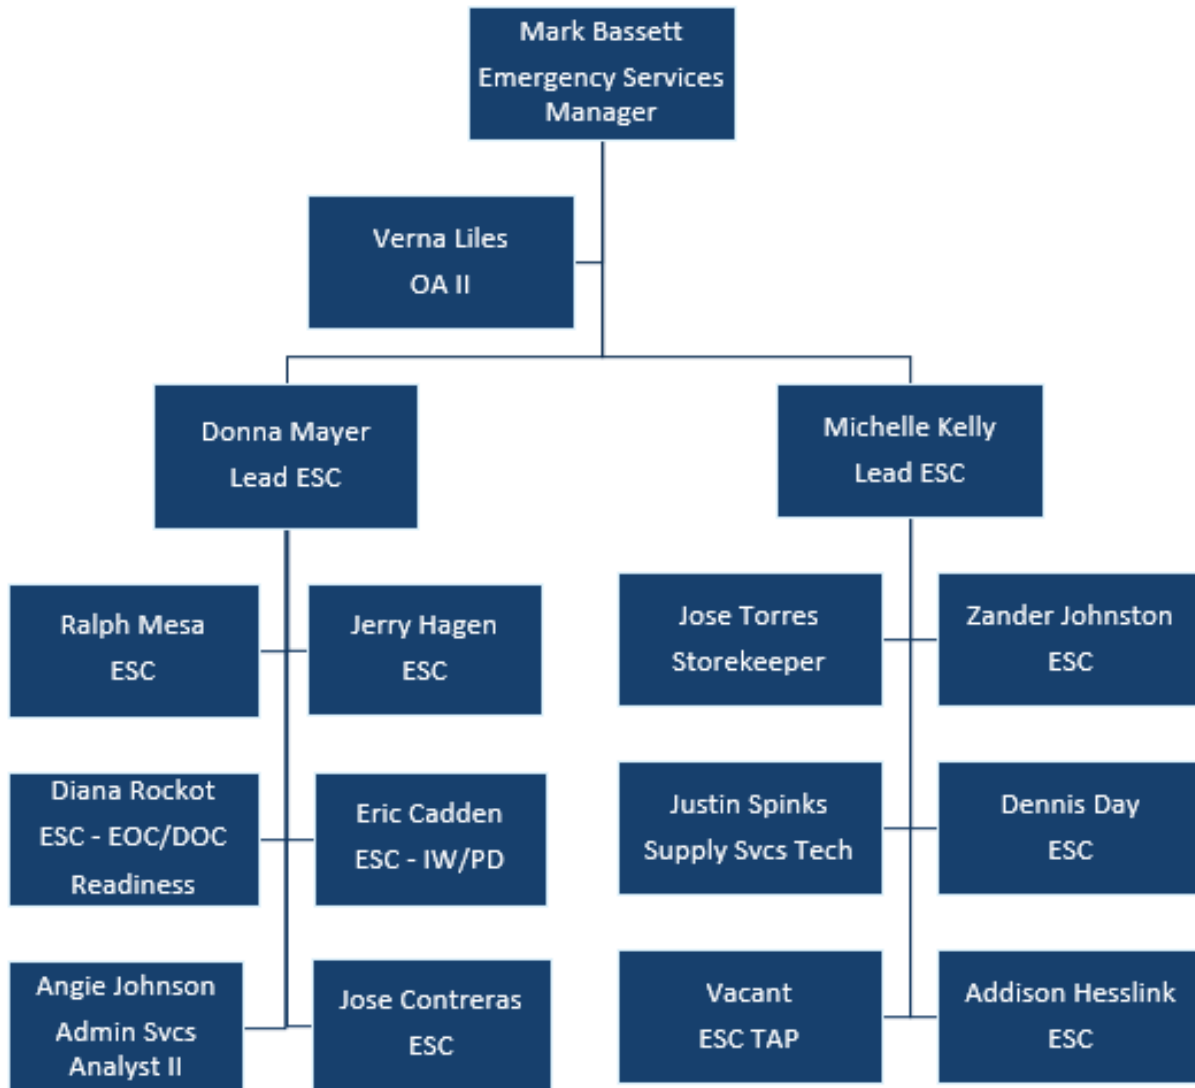 Mark Bassett
Emergency Services
Manager
Verna Liles
OA II
Donna Mayer
Lead ESC
Michelle Kelly
Lead ESC
Ralph Mesa
ESC
Jerry Hagen
ESC
Jose Torres
Storekeeper
Zander Johnston
ESC
Diana Rockot
ESC - EOC/DOC
Readiness
Eric Cadden
ESC - IW/PD
Justin Spinks
Supply Svcs Tech
Dennis Day
ESC
Angie Johnson
Admin Svcs
Analyst II
Jose Contreras
ESC
Vacant
ESC TAP
Addison Hesslink
ESC